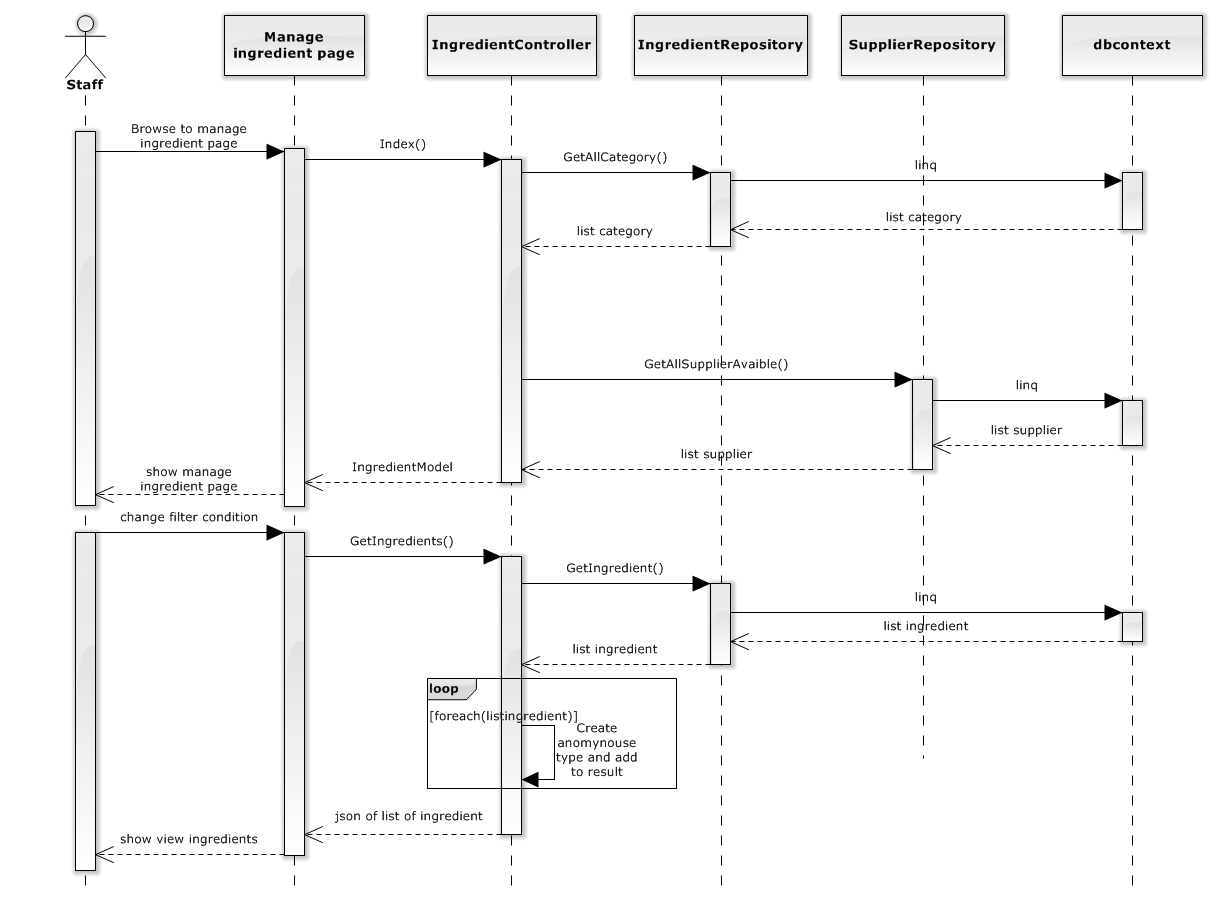 Staff
Manage
ingredient page
IngredientController
IngredientRepository
SupplierRepository
dbcontext
Browse to manage
ingredient page
Index()
GetAllCategory()
linq
list category
list category
GetAllSupplierAvaible()
linq
list supplier
list supplier
IngredientModel
show manage
ingredient page
change filter condition
GetIngredients()
GetIngredient()
linq
list ingredient
list ingredient
loop
[foreach(listingredient)]
Create
anomynouse
type and add
to result
json of list of ingredient
show view ingredients